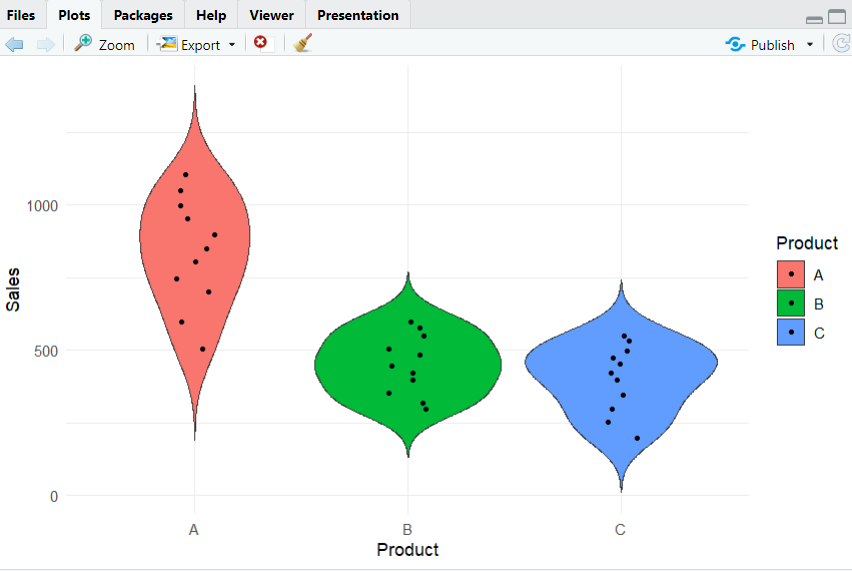 Files Plots Packages Help Viewer Presentation
Zoom Export Publish
1000
500
0
Sales
A B C
Product
Product
A
B
C